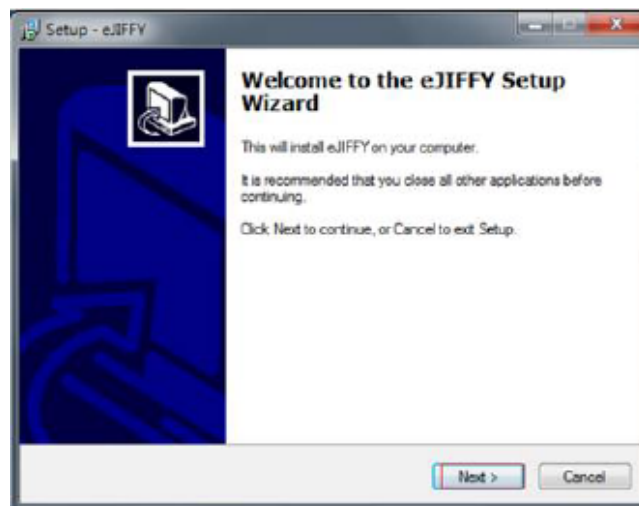 Setup - eJIFFY
Welcome to the eJIFFY Setup
Wizard
This will install eJIFFY on your computer.
It is recommended that you close all other applications before
continuing.
Click Next to continue, or Cancel to exit Setup.
Next > Cancel